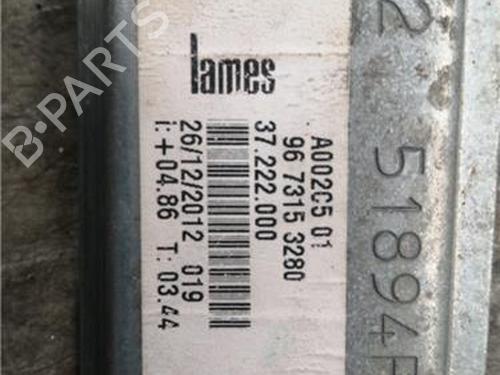 lames
A002C5 01
96 7315 3280
37.222.000
26/12/2012 019
i:+04.86 T: 03.44
2 51894F
B-PARTS